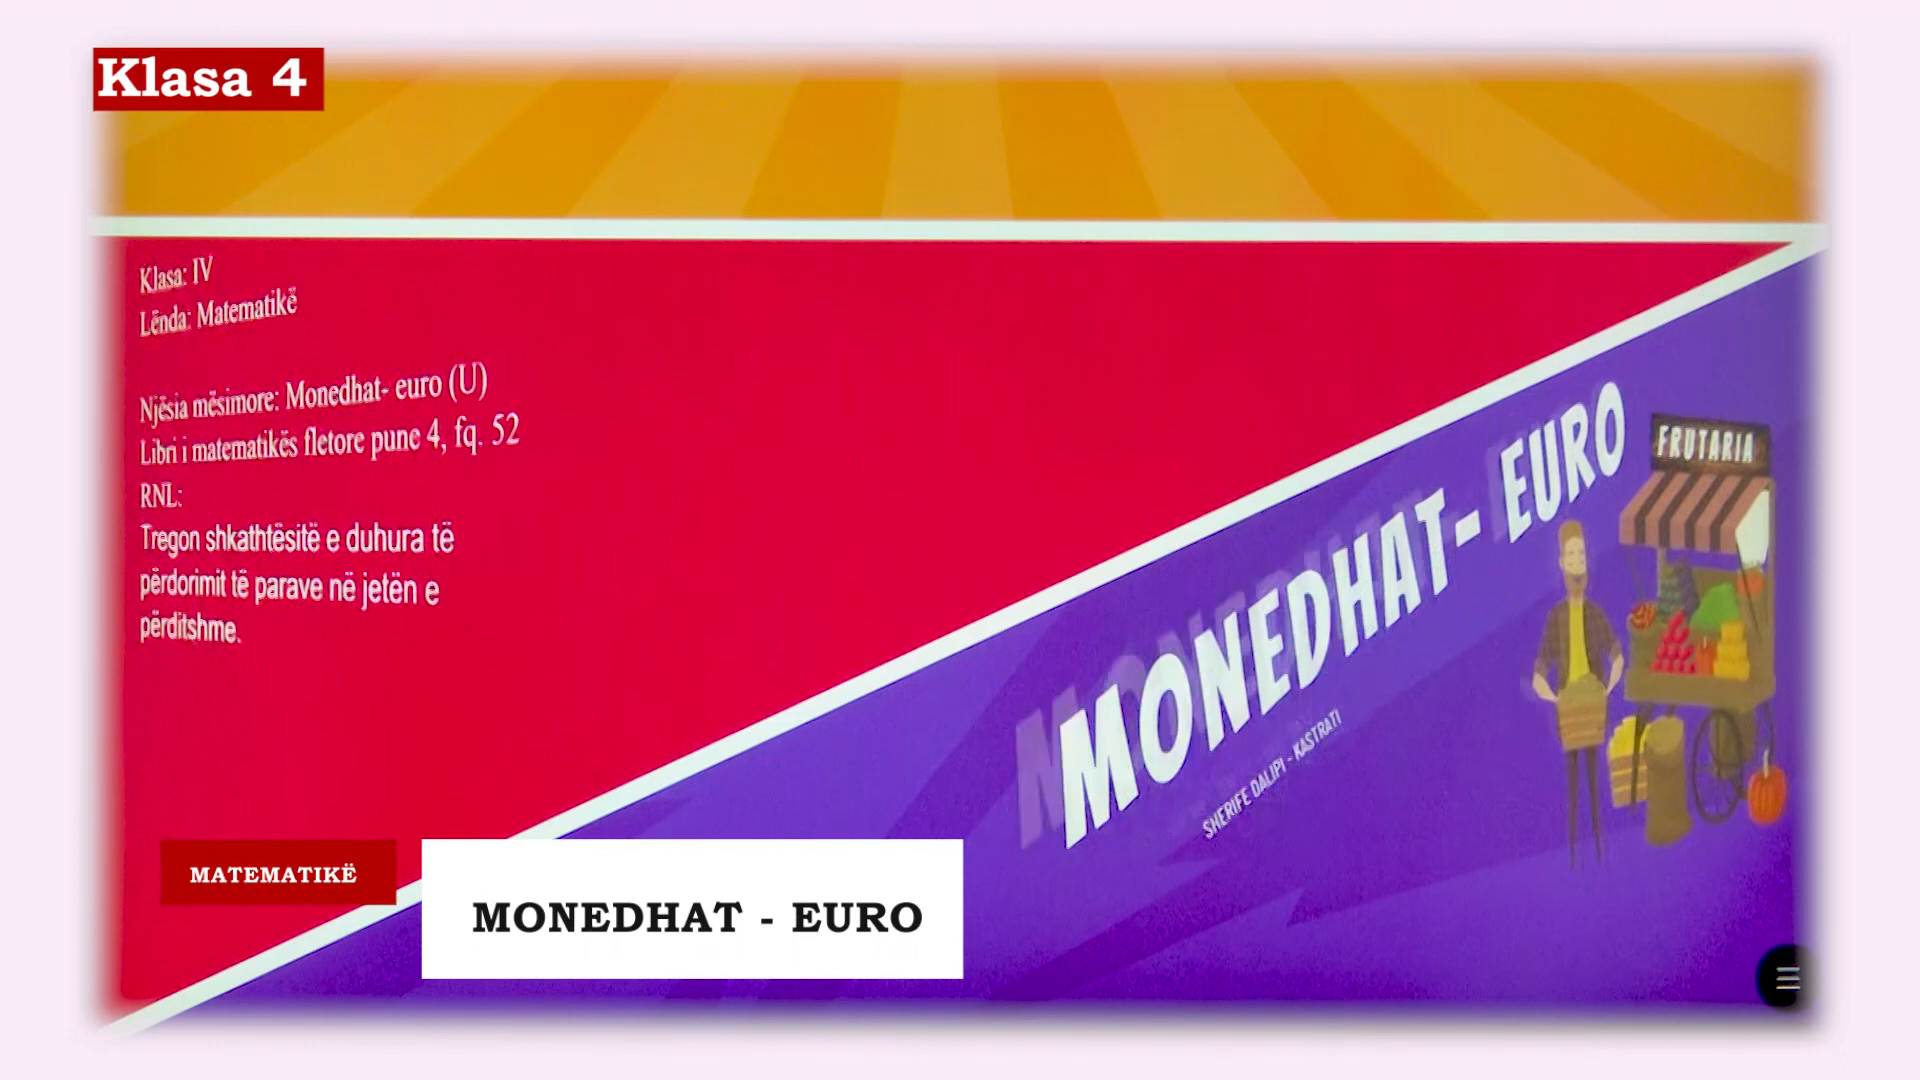 Klasa 4
Klasa: IV
Lënda: Matematikë
Njësia mësimore: Monedhat- euro (U)
Libri i matematikës fletore pune 4, fq. 52
RNL:
Tregon shkathtësitë e duhura të
përdorimit të parave në jetën e
përditshme.
FRUTARIA
MONEDHAT- EURO
SHERIFE DALIPI - KASTRATI
MATEMATIKË
MONEDHAT - EURO